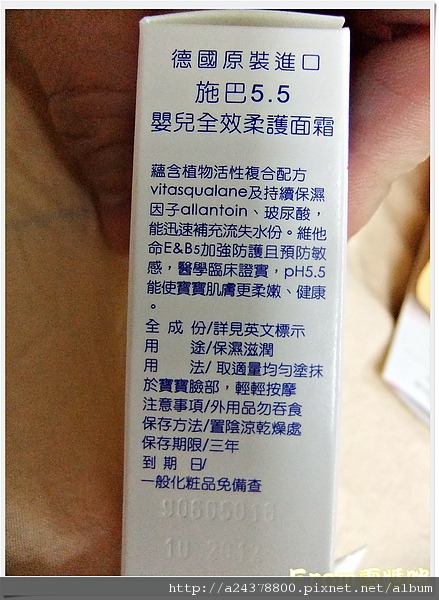 德國原裝進口
施巴5.5
嬰兒全效柔護面霜
蘊含植物活性複合配方
vitasqualane及持續保濕
因子allantoin、玻尿酸，
能迅速補充流失水份。維他
命E&B5加強防護且預防敏
感，醫學臨床證實，pH5.5
能使寶寶肌膚更柔嫩、健康
。
全 成 份/詳見英文標示
用 途/保濕滋潤
用 法/ 取適量均勻塗抹
於寶寶臉部，輕輕按摩
注意事項/外用品勿吞食
保存方法/置陰涼乾燥處
保存期限/三年
到 期 日/
一般化粧品免備查
10 2012
http://a24378800.pixnet.net/album